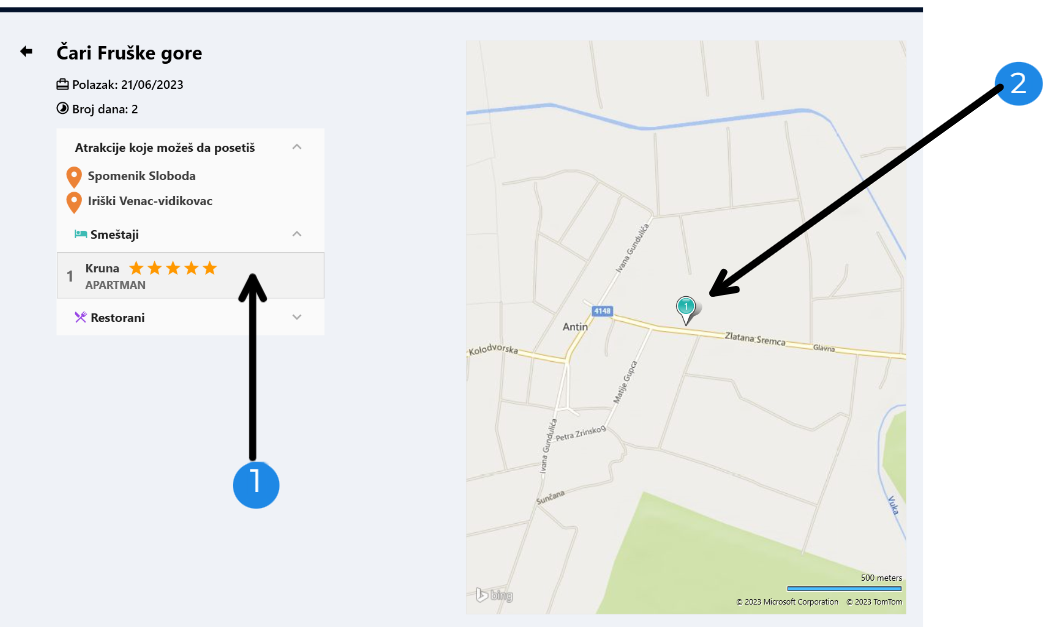 Čari Fruške gore
Polazak: 21/06/2023
Broj dana: 2
Atrakcije koje možeš da posetiš
Spomenik Sloboda
Iriški Venac-vidikovac
Smeštaji
1
Kruna
APARTMAN
Restorani
1
2
Ivana Gundulića
1
4148
Antin
Zlatana Sremca
Glavna
Kolodvorska
Matije Gupca
Petra Zrinskog
Ivana Gundulića
Sunčana
Vuka
500 meters
bing
© 2023 Microsoft Corporation © 2023 TomTom